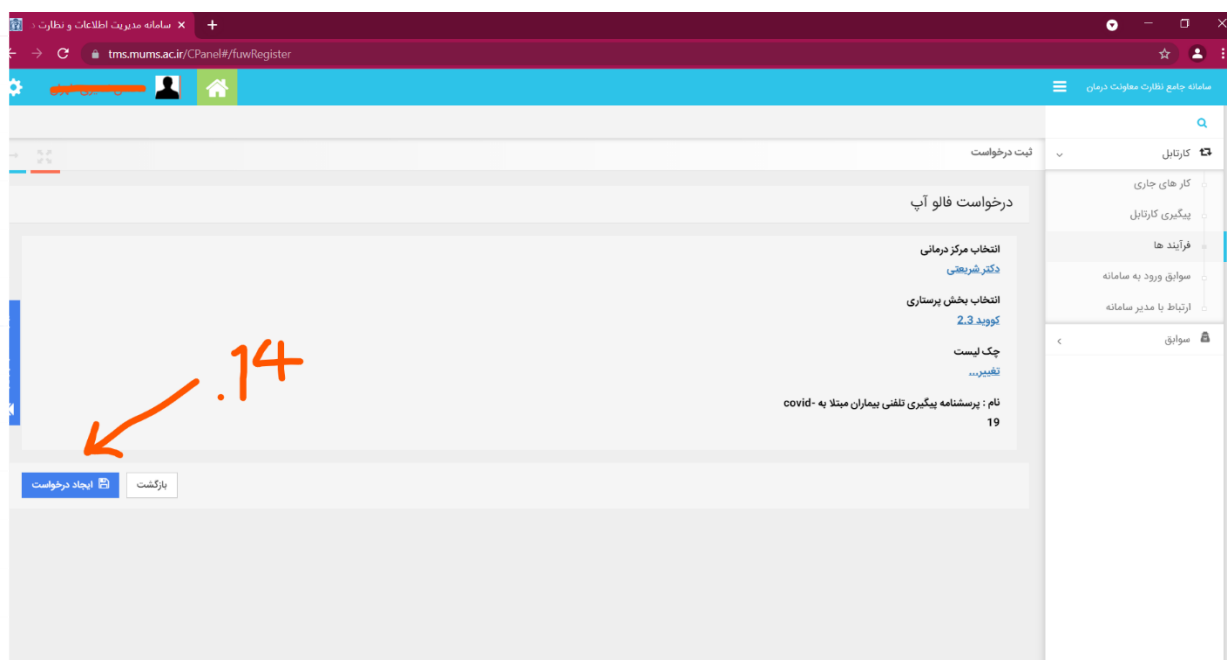 سامانه مدیریت اطلاعات و نظارت د
tms.mums.ac.ir/CPanel#/fuwRegister
سامانه جامع نظارت معاونت درمان
کارتابل
کار های جاری
پیگیری کارتابل
فرآیند ها
سوابق ورود به سامانه
ارتباط با مدیر سامانه
سوابق
ثبت درخواست
درخواست فالو آپ
انتخاب مرکز درمانی
دکتر شریعتی
انتخاب بخش پرستاری
کووید 2.3
چک لیست
تغییر...
نام : پرسشنامه پیگیری تلفنی بیماران مبتلا به covid-
19
.14
بازگشت
ایجاد درخواست